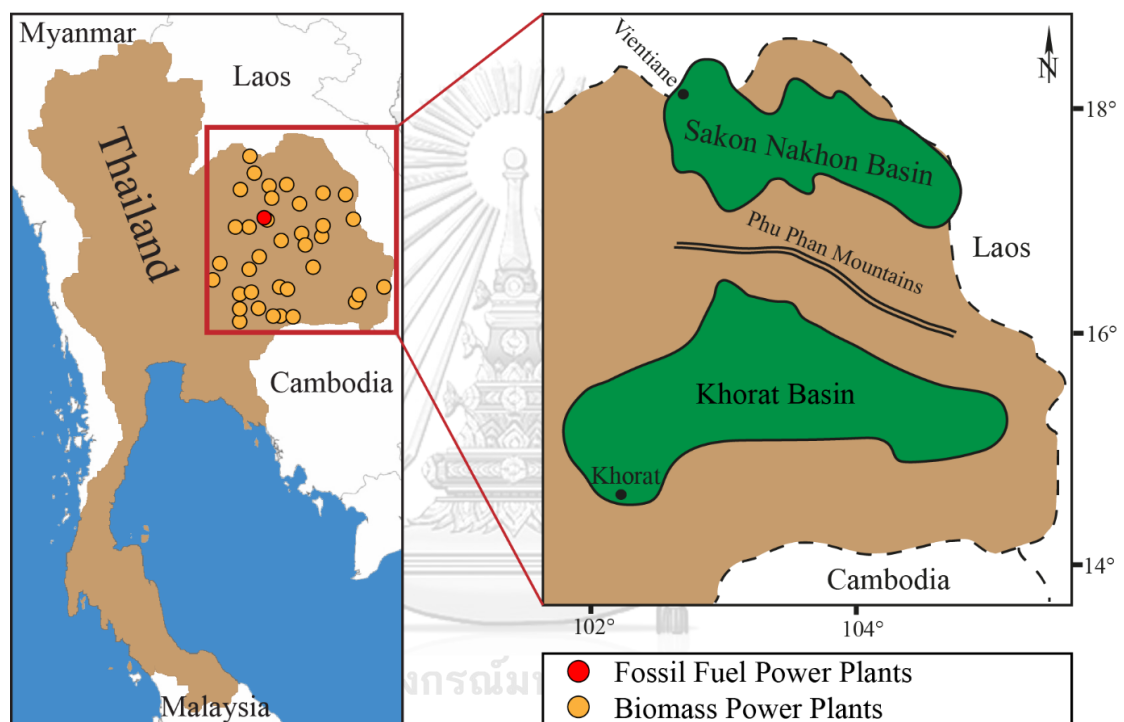 Myanmar
Laos
Thailand
Cambodia
Malaysia
Vientiane
N
18°
Sakon Nakhon Basin
Phu Phan Mountains
Laos
16°
Khorat Basin
Khorat
14°
Cambodia
102°
104°
Fossil Fuel Power Plants
Biomass Power Plants